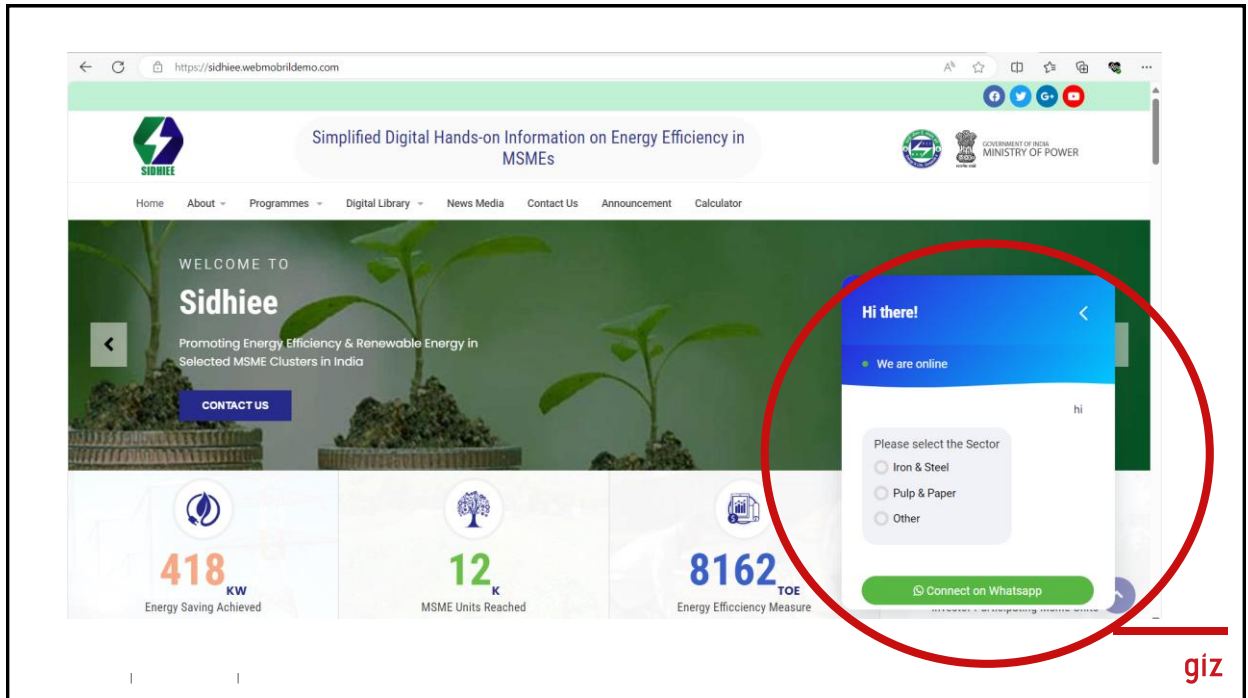 https://sidhiee.webmobrildemo.com
SIDHIEE
Simplified Digital Hands-on Information on Energy Efficiency in
MSMEs
GOVERNMENT OF INDIA
MINISTRY OF POWER
Home About Programmes Digital Library News Media Contact Us Announcement Calculator
WELCOME TO
Sidhiee
Promoting Energy Efficiency & Renewable Energy in
Selected MSME Clusters in India
CONTACT US
Hi there!
We are online
hi
Please select the Sector
Iron & Steel
Pulp & Paper
Other
Connect on Whatsapp
418 KW
Energy Saving Achieved
12 K
MSME Units Reached
8162 TOE
Energy Efficciency Measure
giz